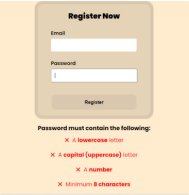 Register Now
Email
Password
Register
Password must contain the following:
✕ A lowercase letter
✕ A capital (uppercase) letter
✕ A number
✕ Minimum 8 characters